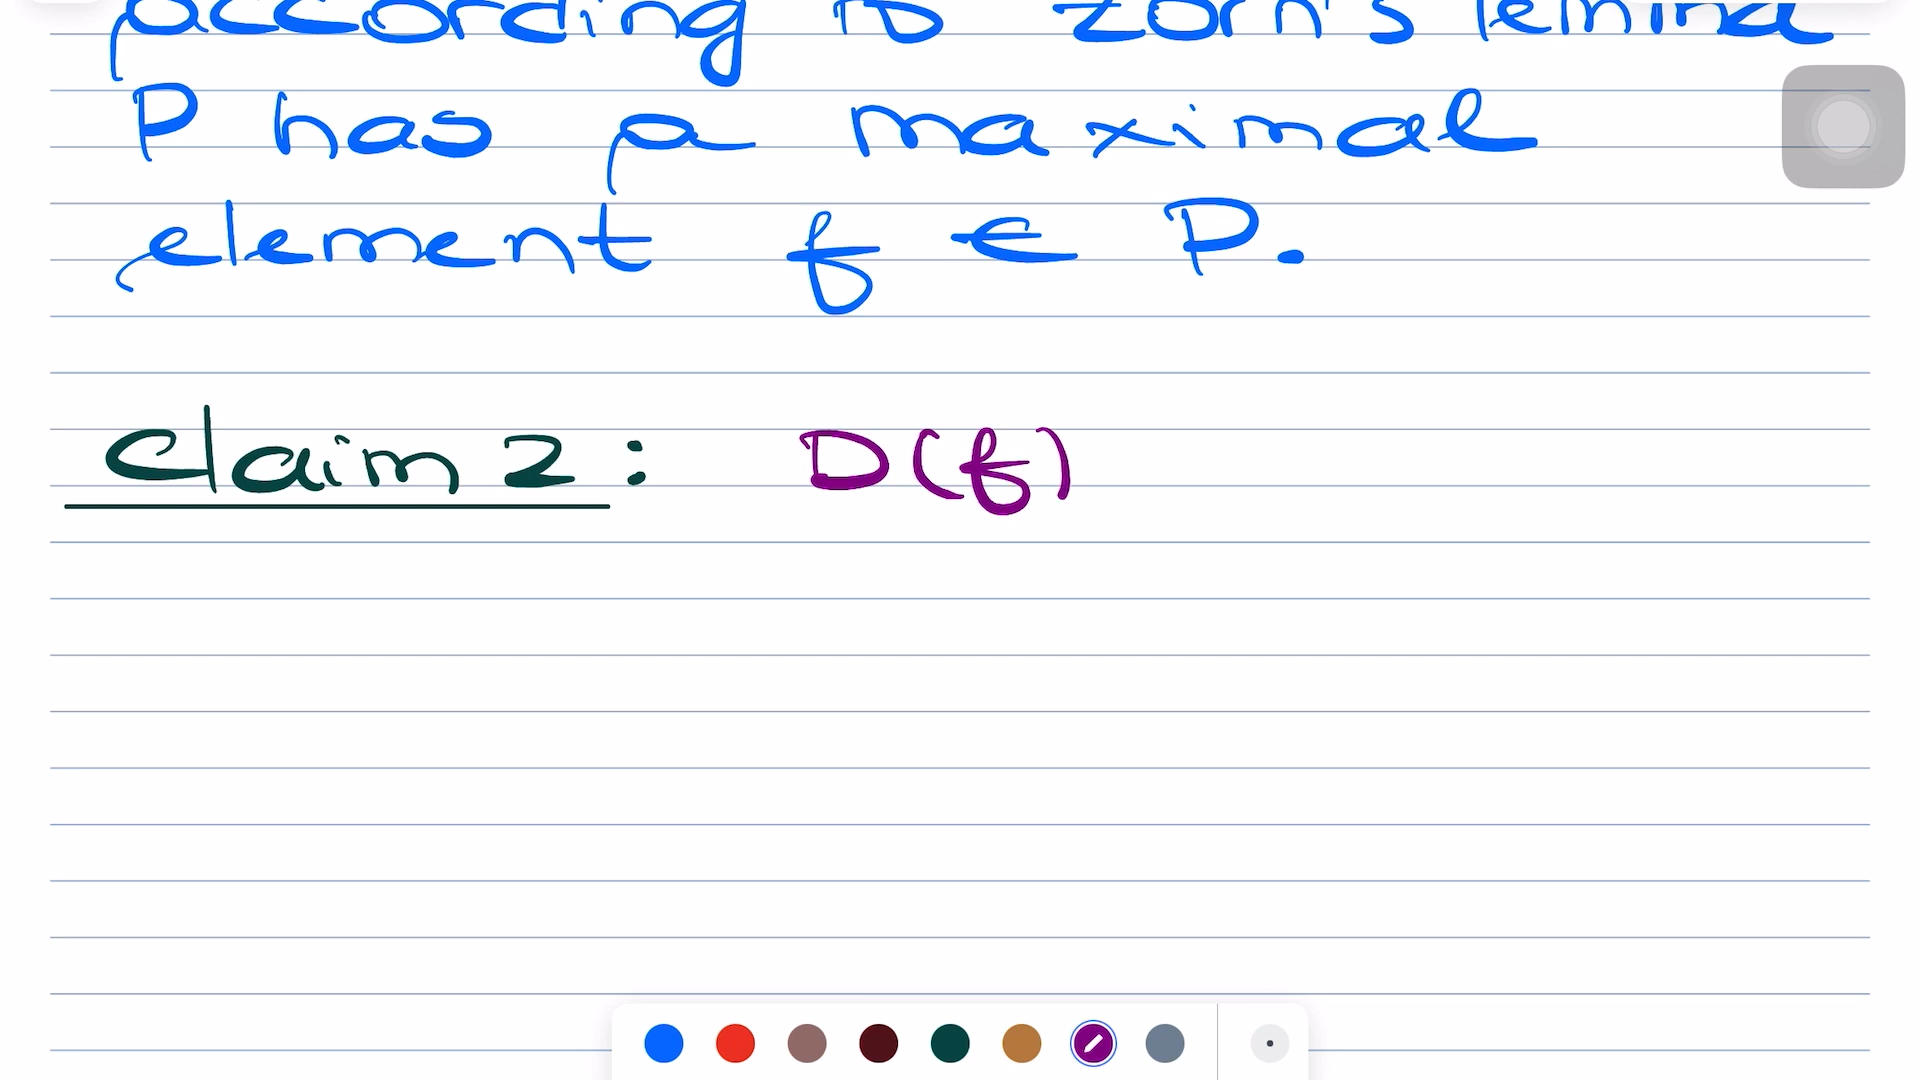 according to Zorn's lemma
P has a maximal
element f ∈ P.
Claim 2: D(f)